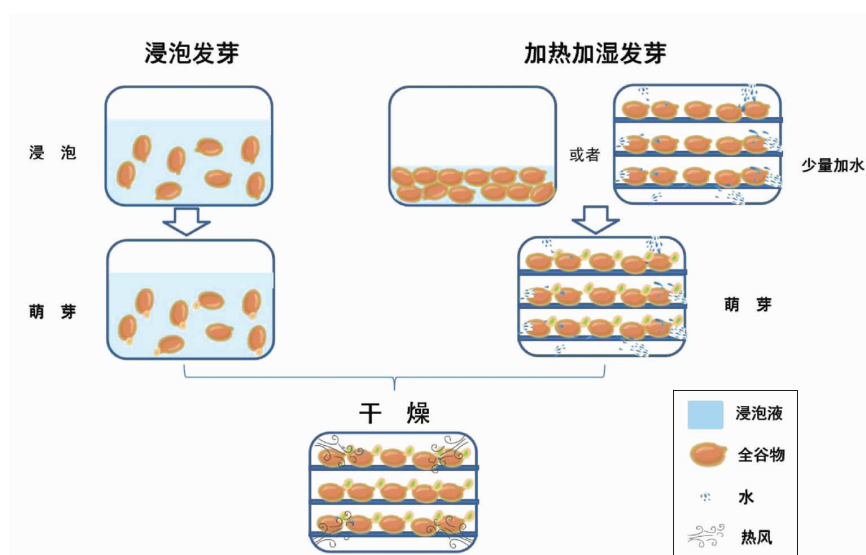 浸泡发芽
加热加湿发芽
浸 泡
或者
少量加水
萌 芽
萌 芽
干 燥
浸泡液
全谷物
水
热风